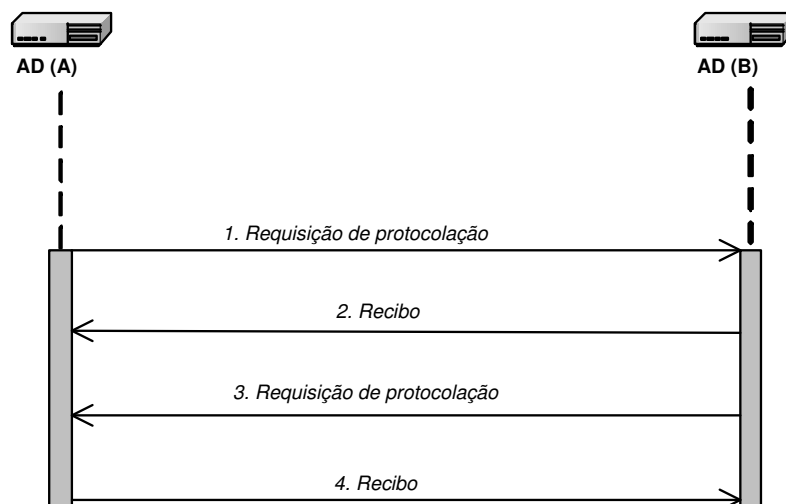 AD (A)
AD (B)
1. Requisição de protocolação
2. Recibo
3. Requisição de protocolação
4. Recibo